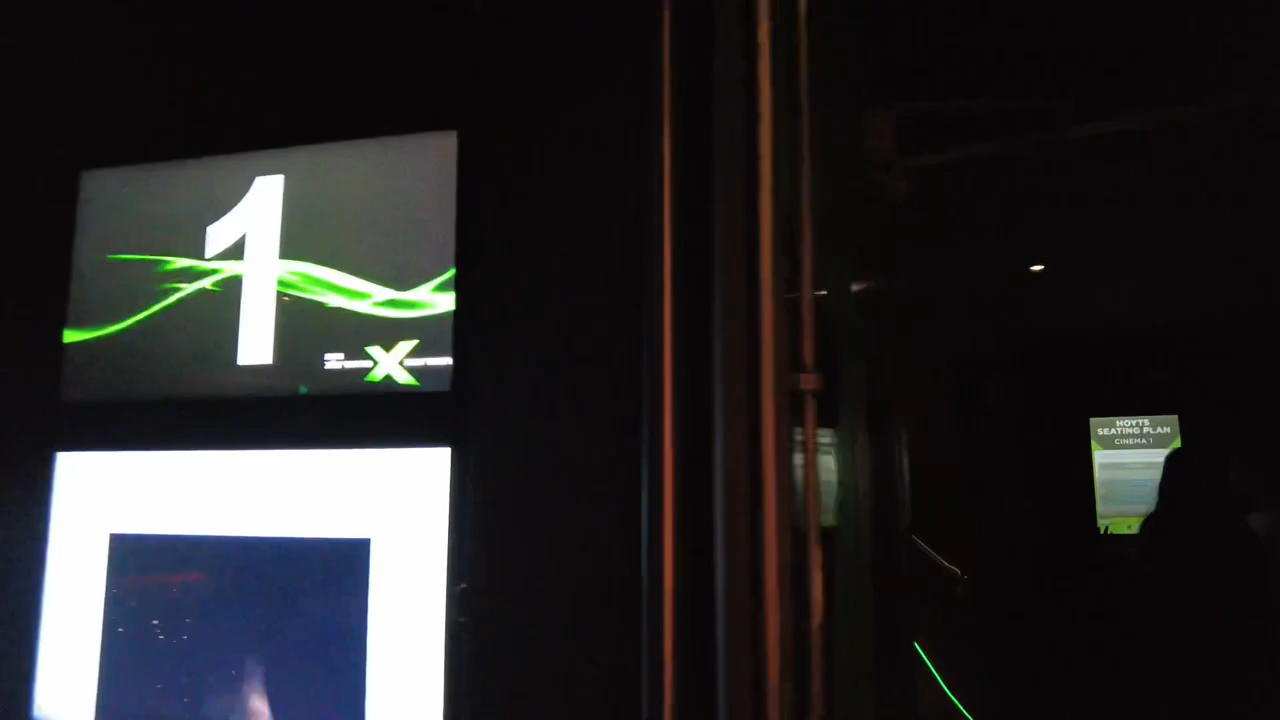 1
X
HOYTS
SEATING PLAN
CINEMA 1